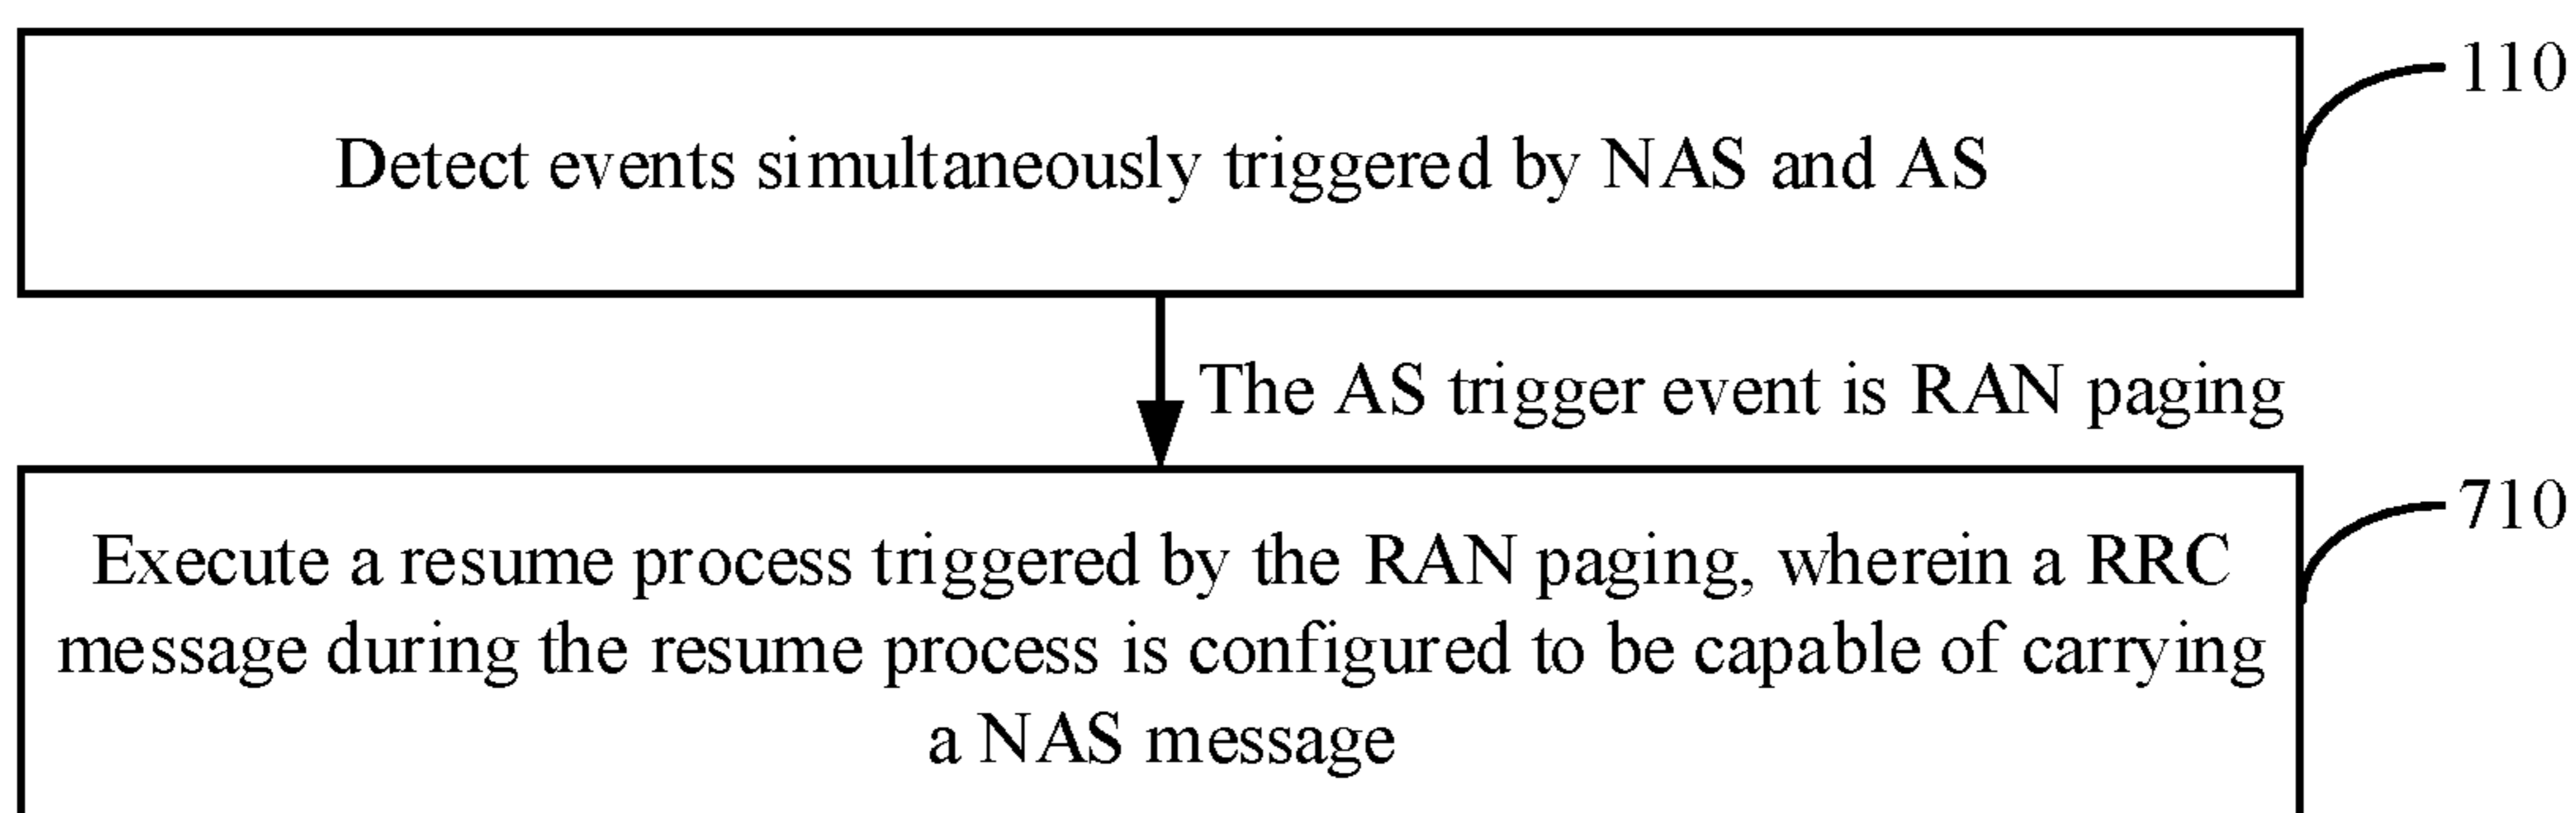 110
Detect events simultaneously triggered by NAS and AS
The AS trigger event is RAN paging
710
Execute a resume process triggered by the RAN paging, wherein a RRC
message during the resume process is configured to be capable of carrying
a NAS message